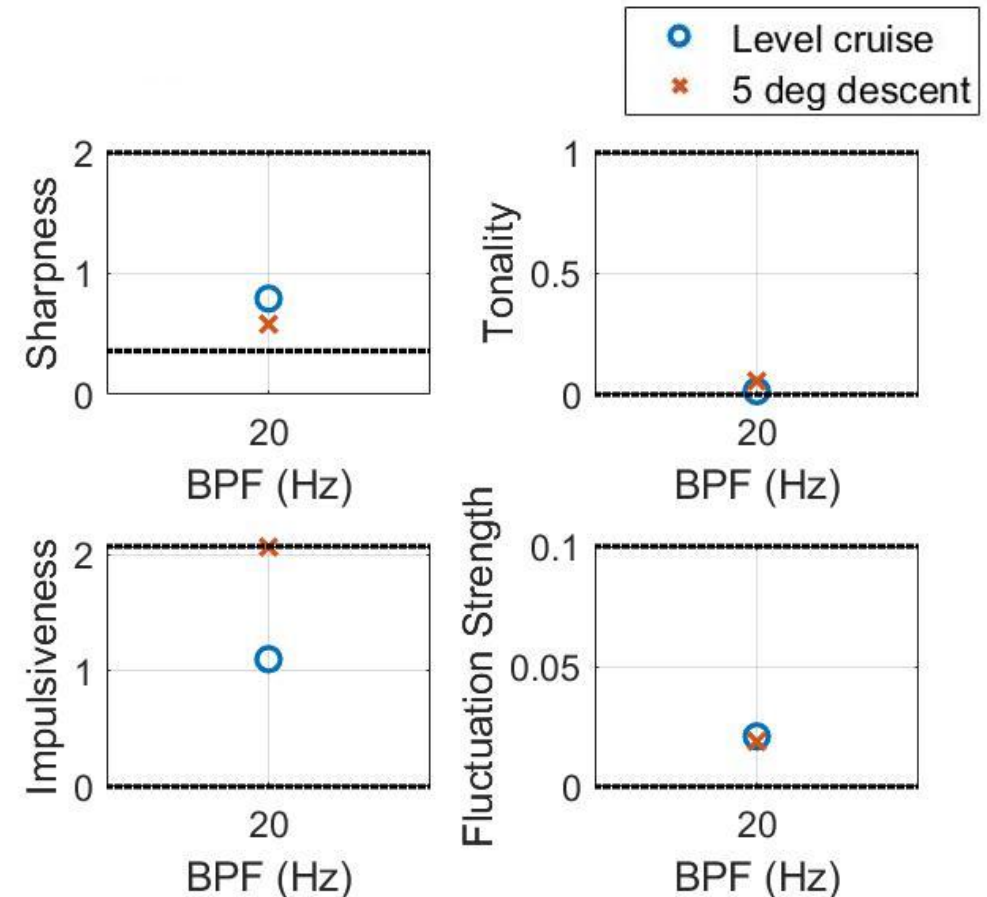 Level cruise
5 deg descent
Sharpness
2
1
0
20
BPF (Hz)
Tonality
1
0.5
0
20
BPF (Hz)
Impulsiveness
2
1
0
20
BPF (Hz)
Fluctuation Strength
0.1
0.05
0
20
BPF (Hz)